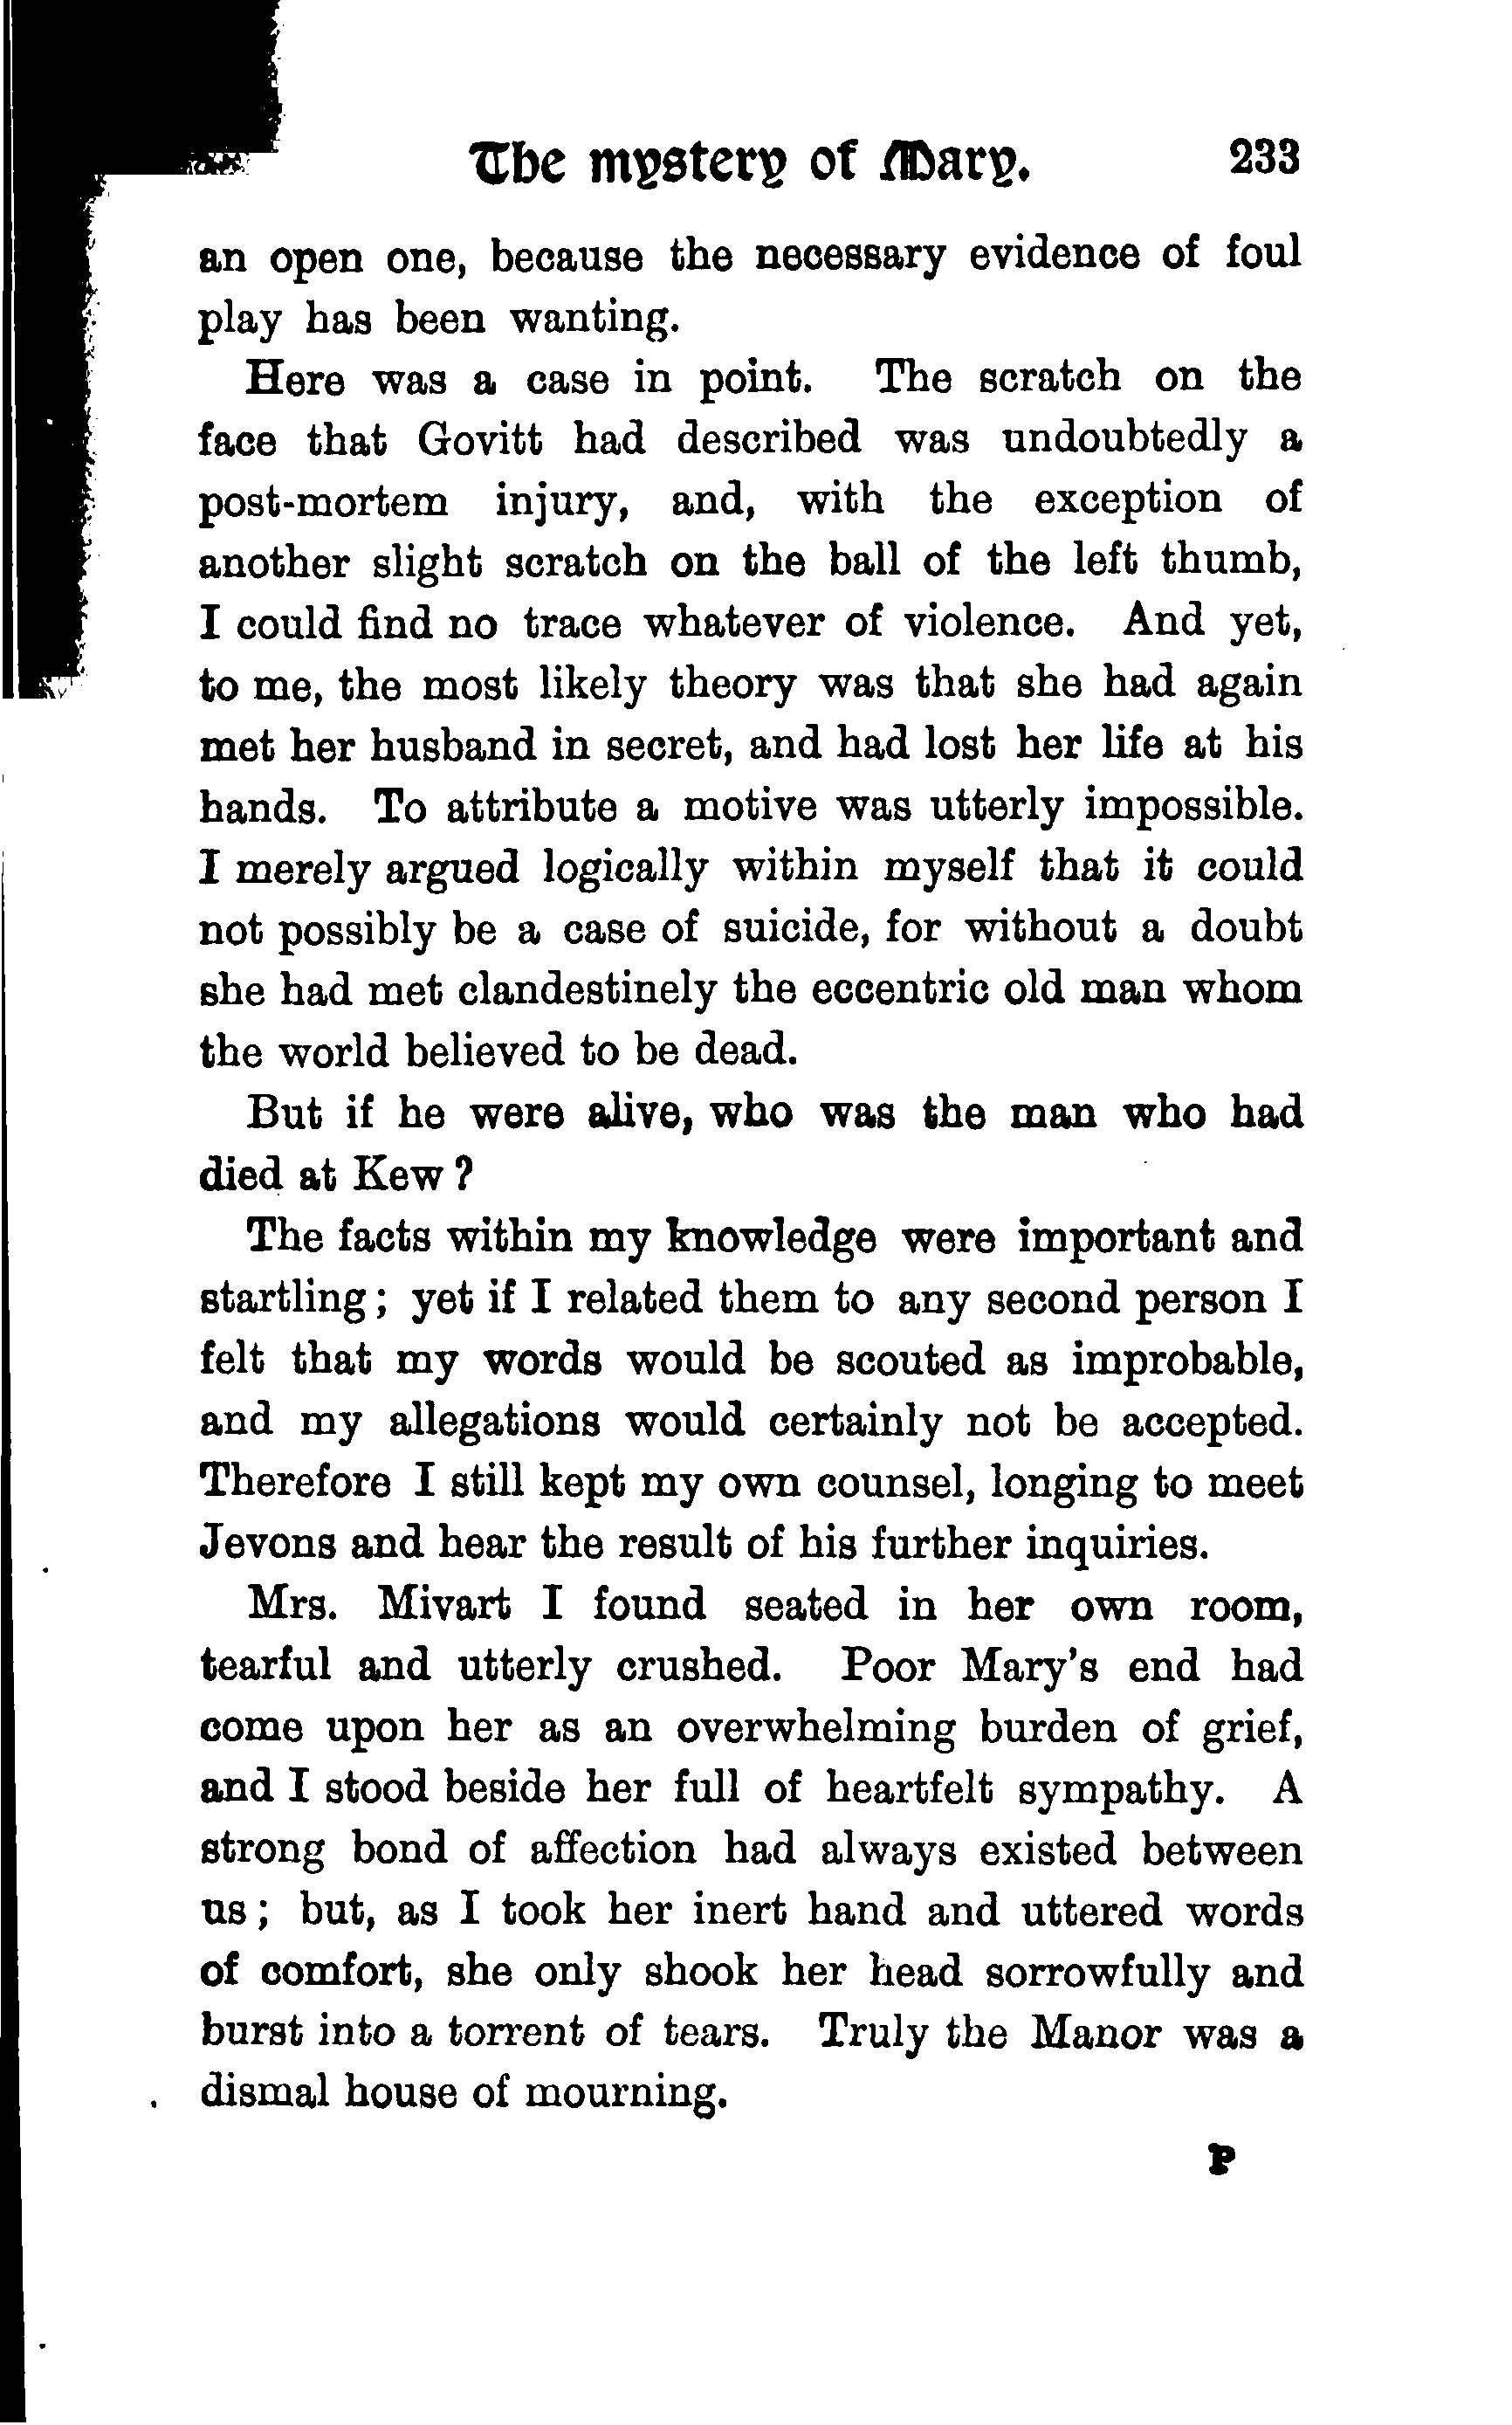 The mystery of Mary. 233
an open one, because the necessary evidence of foul
play has been wanting.
Here was a case in point. The scratch on the
face that Govitt had described was undoubtedly a
post-mortem injury, and, with the exception of
another slight scratch on the ball of the left thumb,
I could find no trace whatever of violence. And yet,
to me, the most likely theory was that she had again
met her husband in secret, and had lost her life at his
hands. To attribute a motive was utterly impossible.
I merely argued logically within myself that it could
not possibly be a case of suicide, for without a doubt
she had met clandestinely the eccentric old man whom
the world believed to be dead.
But if he were alive, who was the man who had
died at Kew ?
The facts within my knowledge were important and
startling ; yet if I related them to any second person I
felt that my words would be scouted as improbable,
and my allegations would certainly not be accepted.
Therefore I still kept my own counsel, longing to meet
Jevons and hear the result of his further inquiries.
Mrs. Mivart I found seated in her own room,
tearful and utterly crushed. Poor Mary's end had
come upon her as an overwhelming burden of grief,
and I stood beside her full of heartfelt sympathy. A
strong bond of affection had always existed between
us ; but, as I took her inert hand and uttered words
of comfort, she only shook her head sorrowfully and
burst into a torrent of tears. Truly the Manor was a
dismal house of mourning.
P